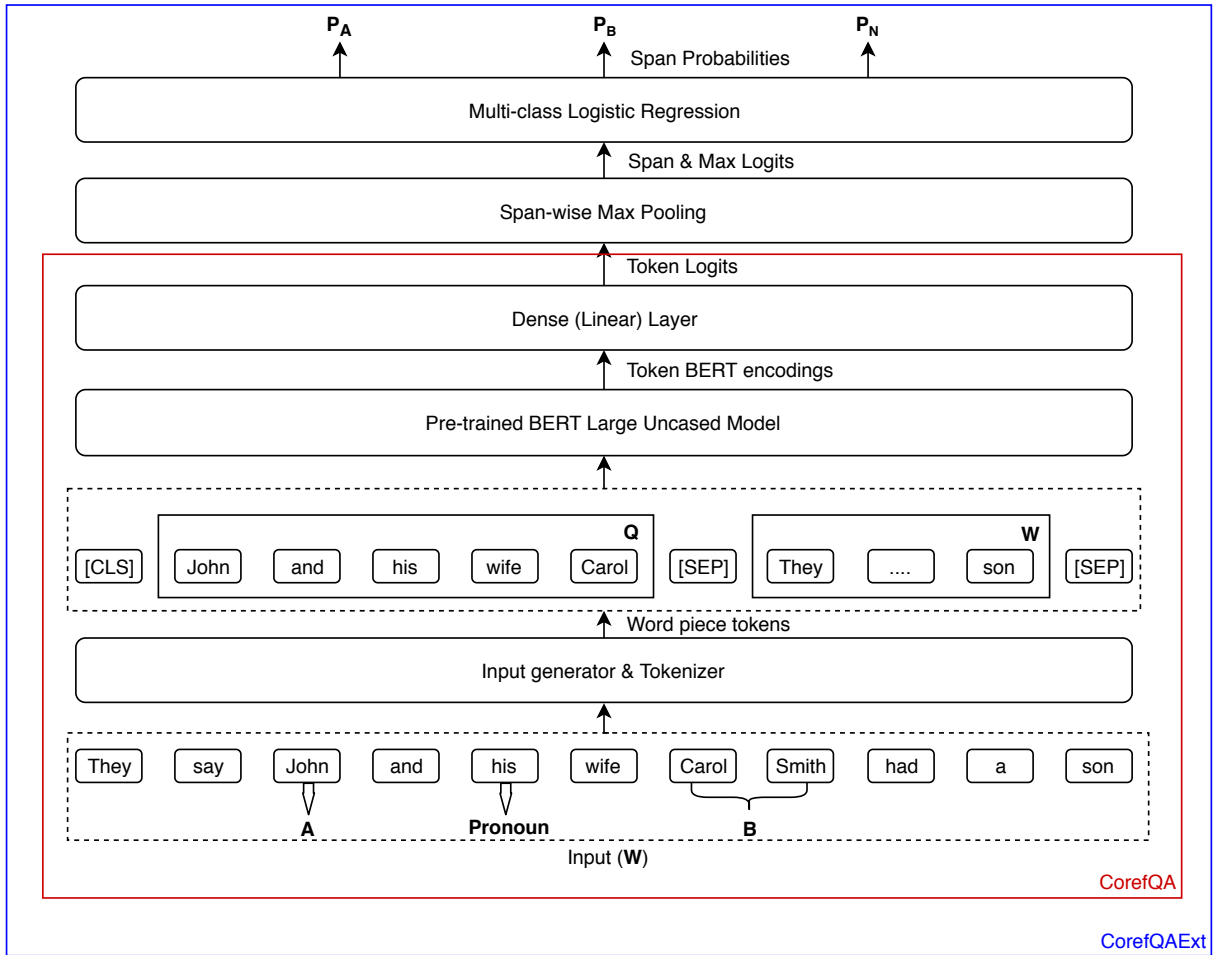 P_A P_B P_N
Span Probabilities
Multi-class Logistic Regression
Span & Max Logits
Span-wise Max Pooling
Token Logits
Dense (Linear) Layer
Token BERT encodings
Pre-trained BERT Large Uncased Model
Q W
[CLS] John and his wife Carol [SEP] They .... son [SEP]
Word piece tokens
Input generator & Tokenizer
They say John and his wife Carol Smith had a son
A Pronoun B
Input (W)
CorefQA
CorefQAExt